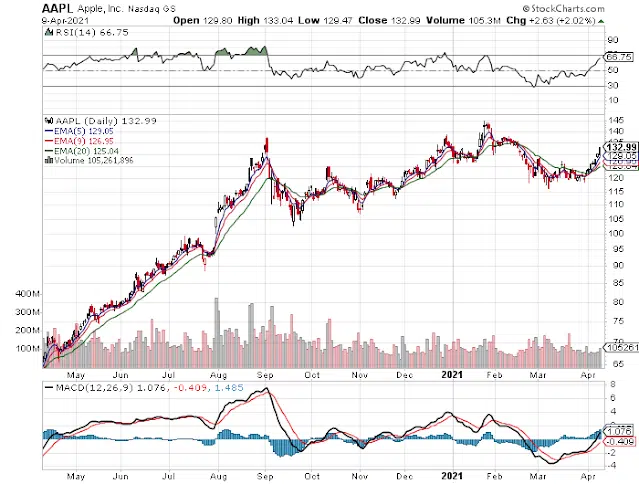 AAPL Apple, Inc. Nasdaq GS © StockCharts.com
9-Apr-2021 Open 129.80 High 133.04 Low 129.47 Close 132.99 Volume 105.3M Chg +2.63 (+2.02%)
RSI(14) 66.75
90
66.75
50
30
10
AAPL (Daily) 132.99
EMA(5) 129.05
EMA(9) 126.95
EMA(20) 125.04
Volume 105,261,896
145
140
132.99
129.05
120
115
110
105
100
95
90
85
80
75
70
65
400M
300M
200M
100M
105261
May Jun Jul Aug Sep Oct Nov Dec 2021 Feb Mar Apr
MACD(12,26,9) 1.076, -0.409, 1.485
8
6
4
2
1.076
-0.409
-2
-4
May Jun Jul Aug Sep Oct Nov Dec 2021 Feb Mar Apr